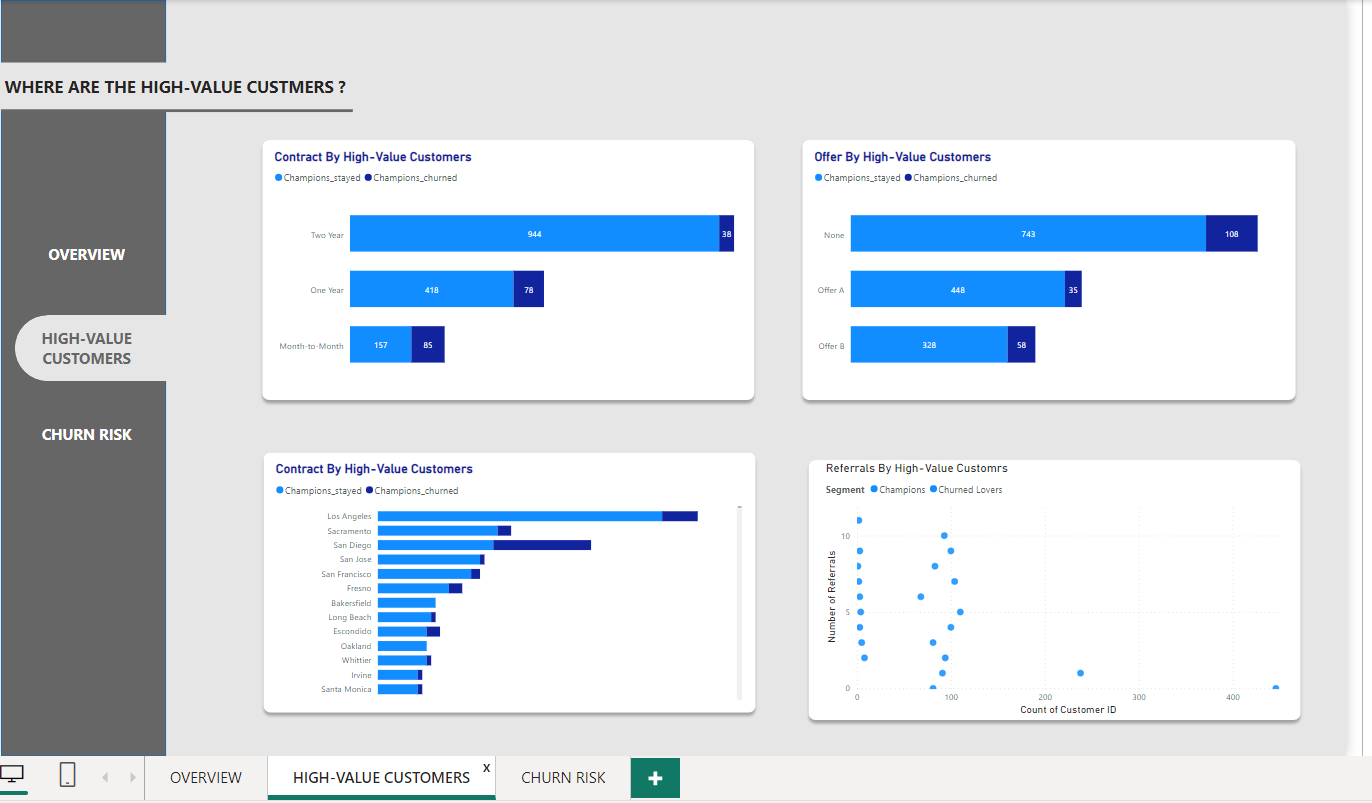 WHERE ARE THE HIGH-VALUE CUSTMERS ?
OVERVIEW
HIGH-VALUE
CUSTOMERS
CHURN RISK
Contract By High-Value Customers
Champions_stayed Champions_churned
Two Year 944 38
One Year 418 78
Month-to-Month 157 85
Offer By High-Value Customers
Champions_stayed Champions_churned
None 743 108
Offer A 448 35
Offer B 328 58
Contract By High-Value Customers
Champions_stayed Champions_churned
Los Angeles
Sacramento
San Diego
San Jose
San Francisco
Fresno
Bakersfield
Long Beach
Escondido
Oakland
Whittier
Irvine
Santa Monica
Referrals By High-Value Customrs
Segment Champions Churned Lovers
Number of Referrals
10
5
0
0 100 200 300 400
Count of Customer ID
OVERVIEW HIGH-VALUE CUSTOMERS X CHURN RISK +